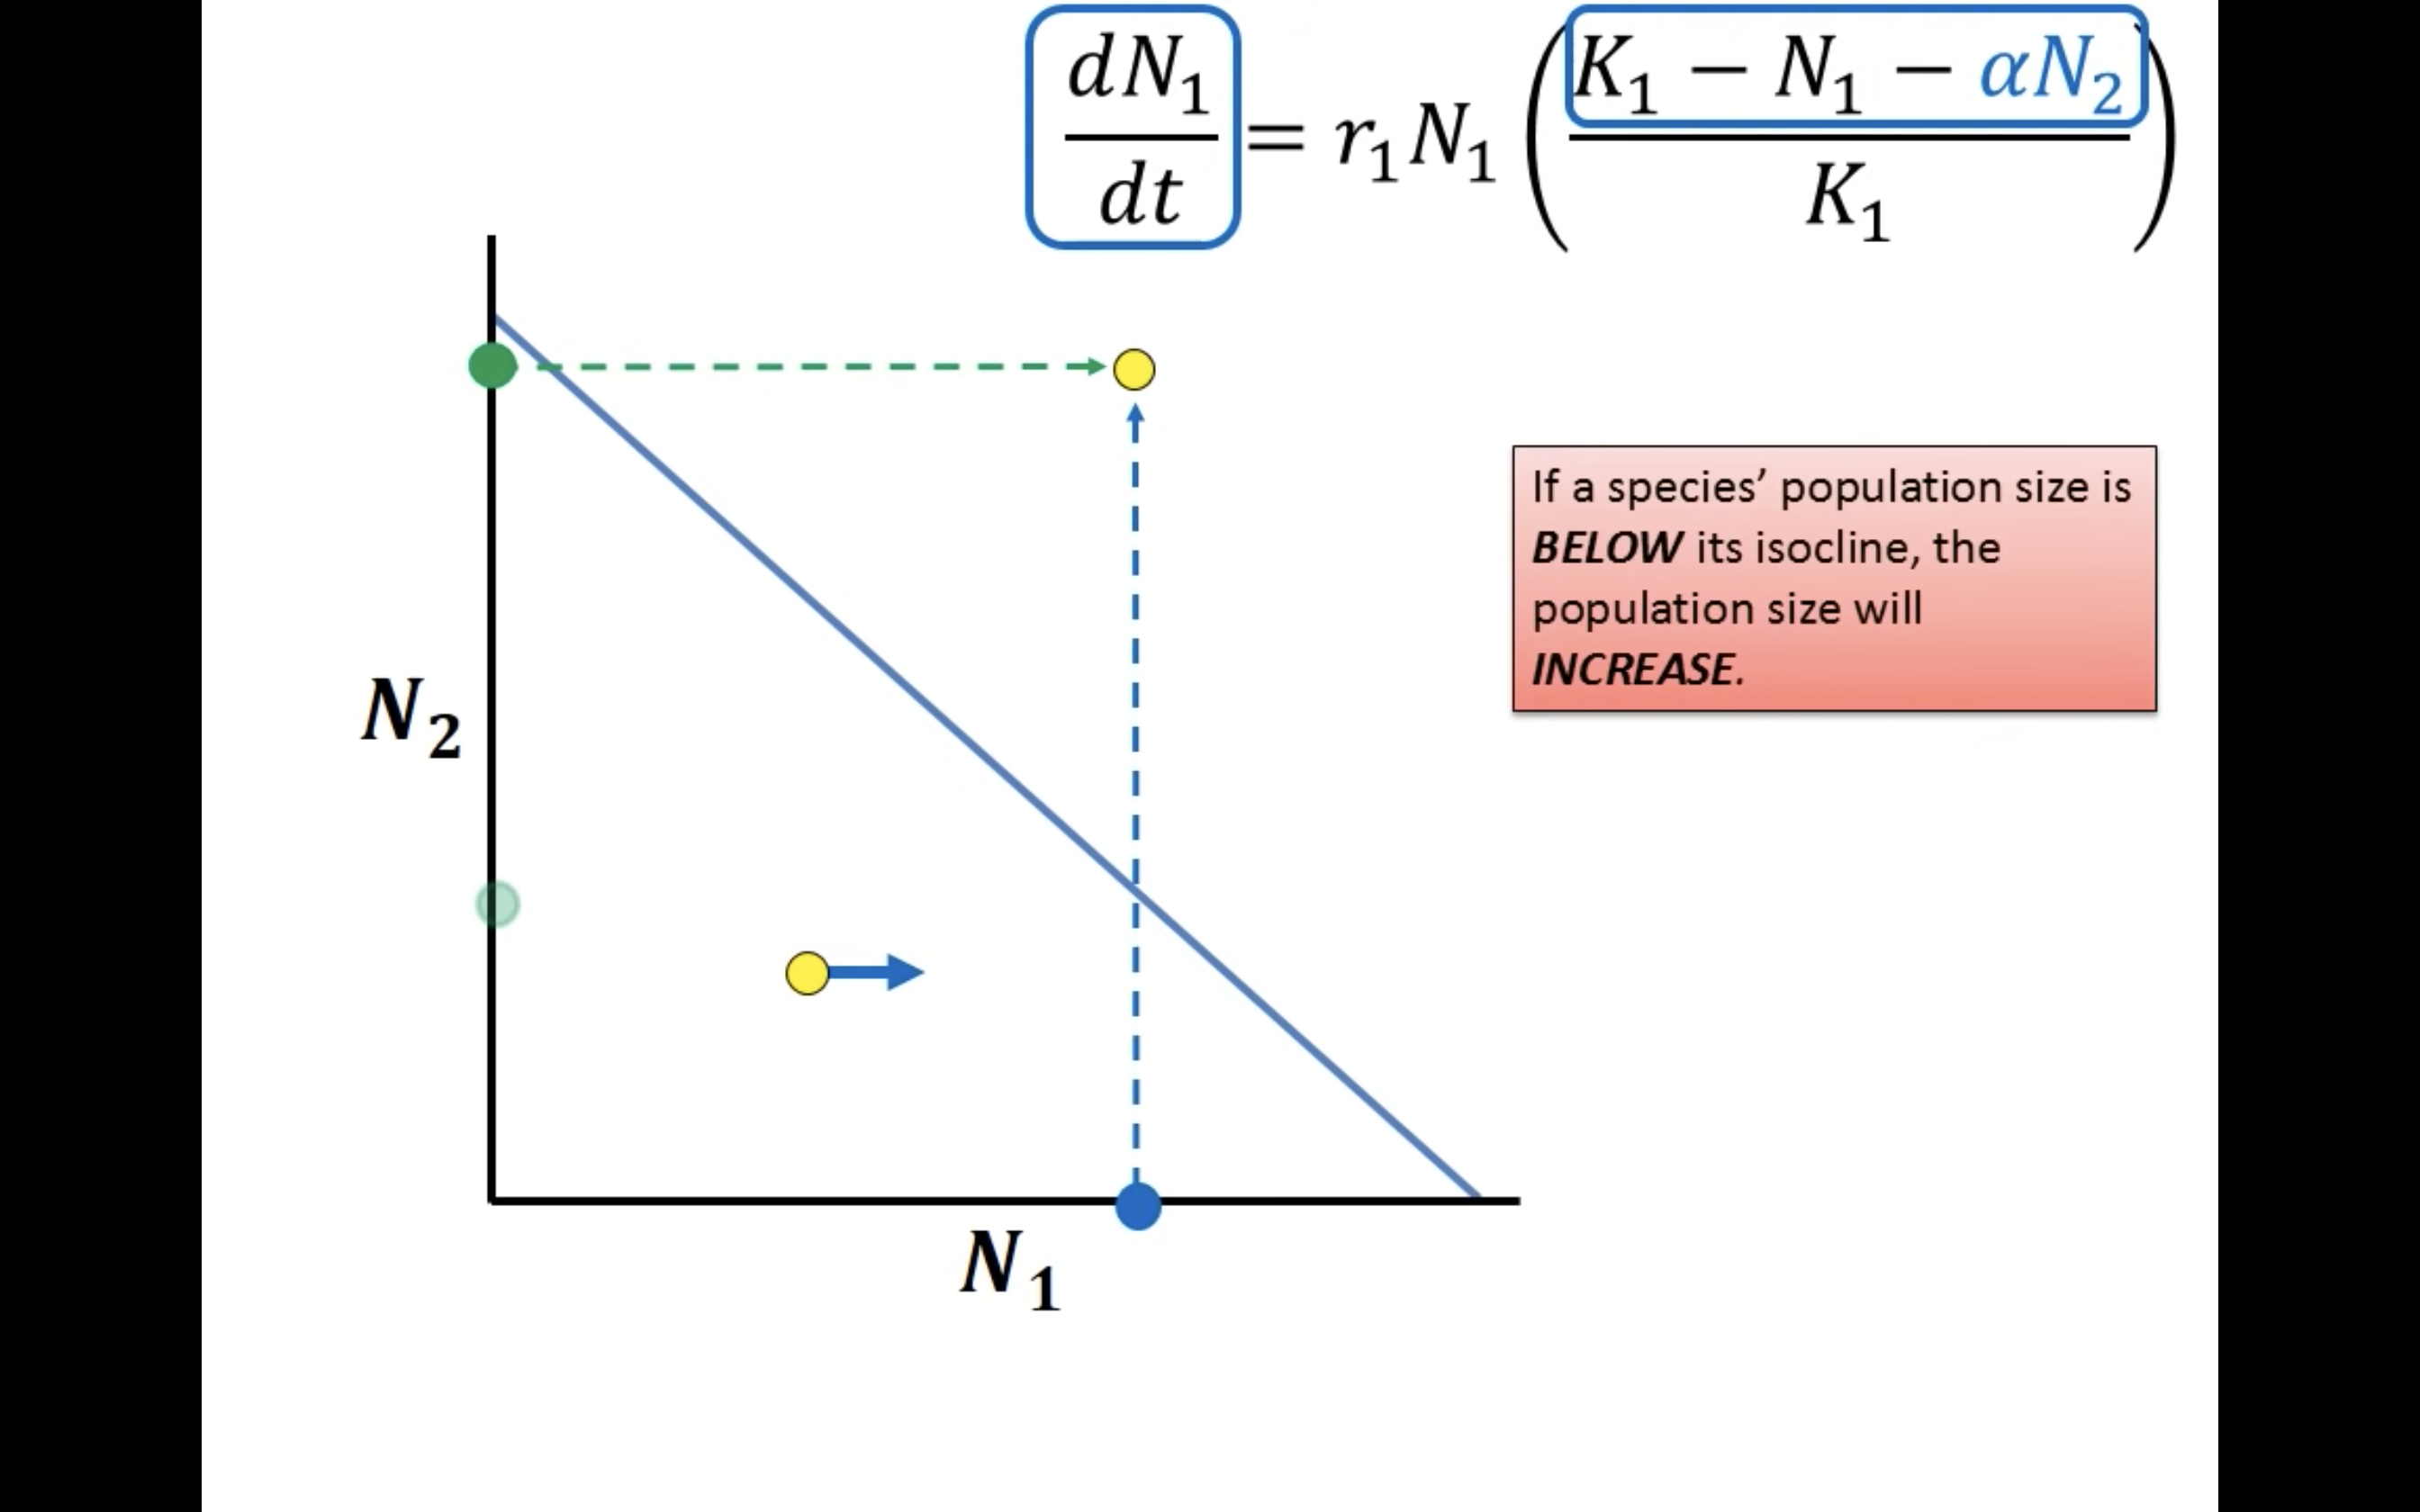 dN₁/dt = r₁N₁ ((K₁ − N₁ − αN₂)/K₁)
If a species’ population size is
BELOW its isocline, the
population size will
INCREASE.
N₂
N₁